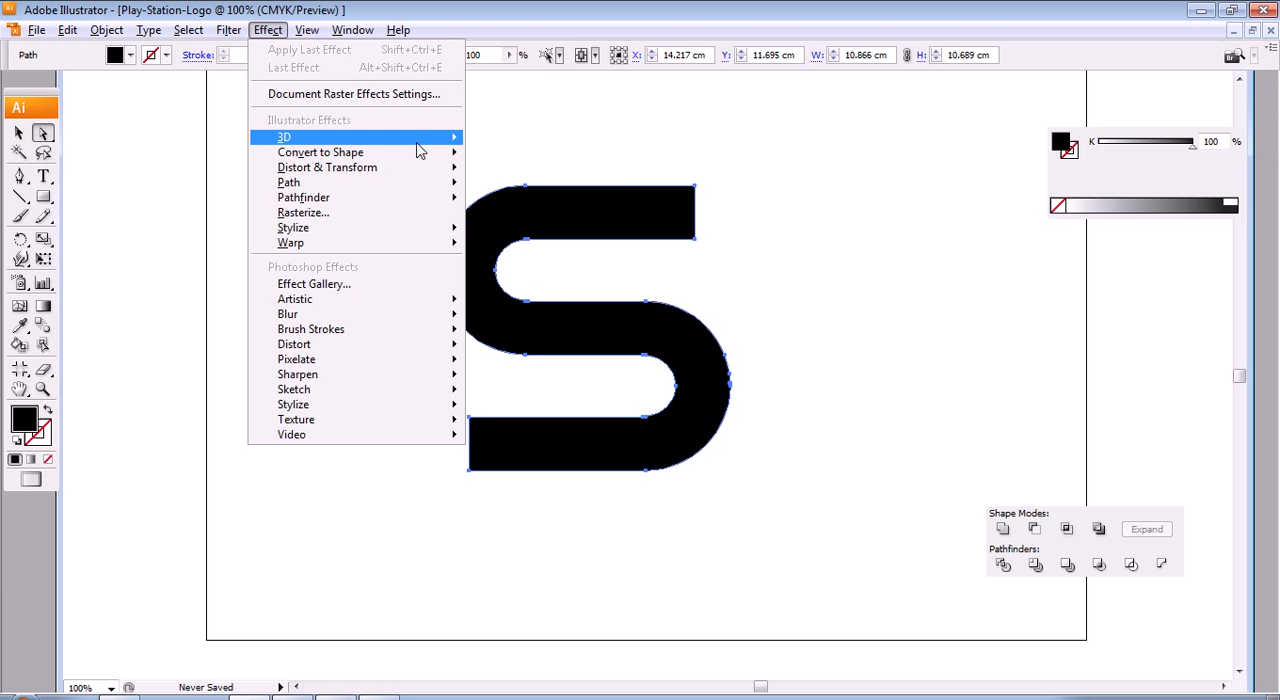 Adobe Illustrator - [Play-Station-Logo @ 100% (CMYK/Preview) ]
File Edit Object Type Select Filter Effect View Window Help
Path Stroke: 100 % X: 14.217 cm Y: 11.695 cm W: 10.866 cm H: 10.689 cm
Apply Last Effect Shift+Ctrl+E
Last Effect Alt+Shift+Ctrl+E
Document Raster Effects Settings...
Ai
Illustrator Effects
3D
Convert to Shape
Distort & Transform
Path
Pathfinder
Rasterize...
Stylize
Warp
Photoshop Effects
Effect Gallery...
Artistic
Blur
Brush Strokes
Distort
Pixelate
Sharpen
Sketch
Stylize
Texture
Video
K 100 %
S
Shape Modes:
Expand
Pathfinders:
100% Never Saved